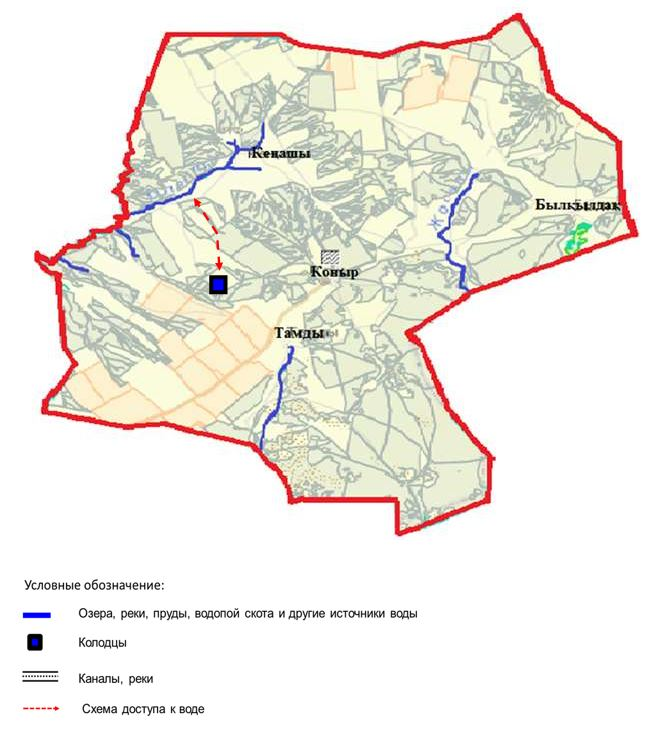 Кеңашы
Былкылдак
Коныр
Тамды
Условные обозначение:
Озера, реки, пруды, водопой скота и другие источники воды
Колодцы
Каналы, реки
Схема доступа к воде